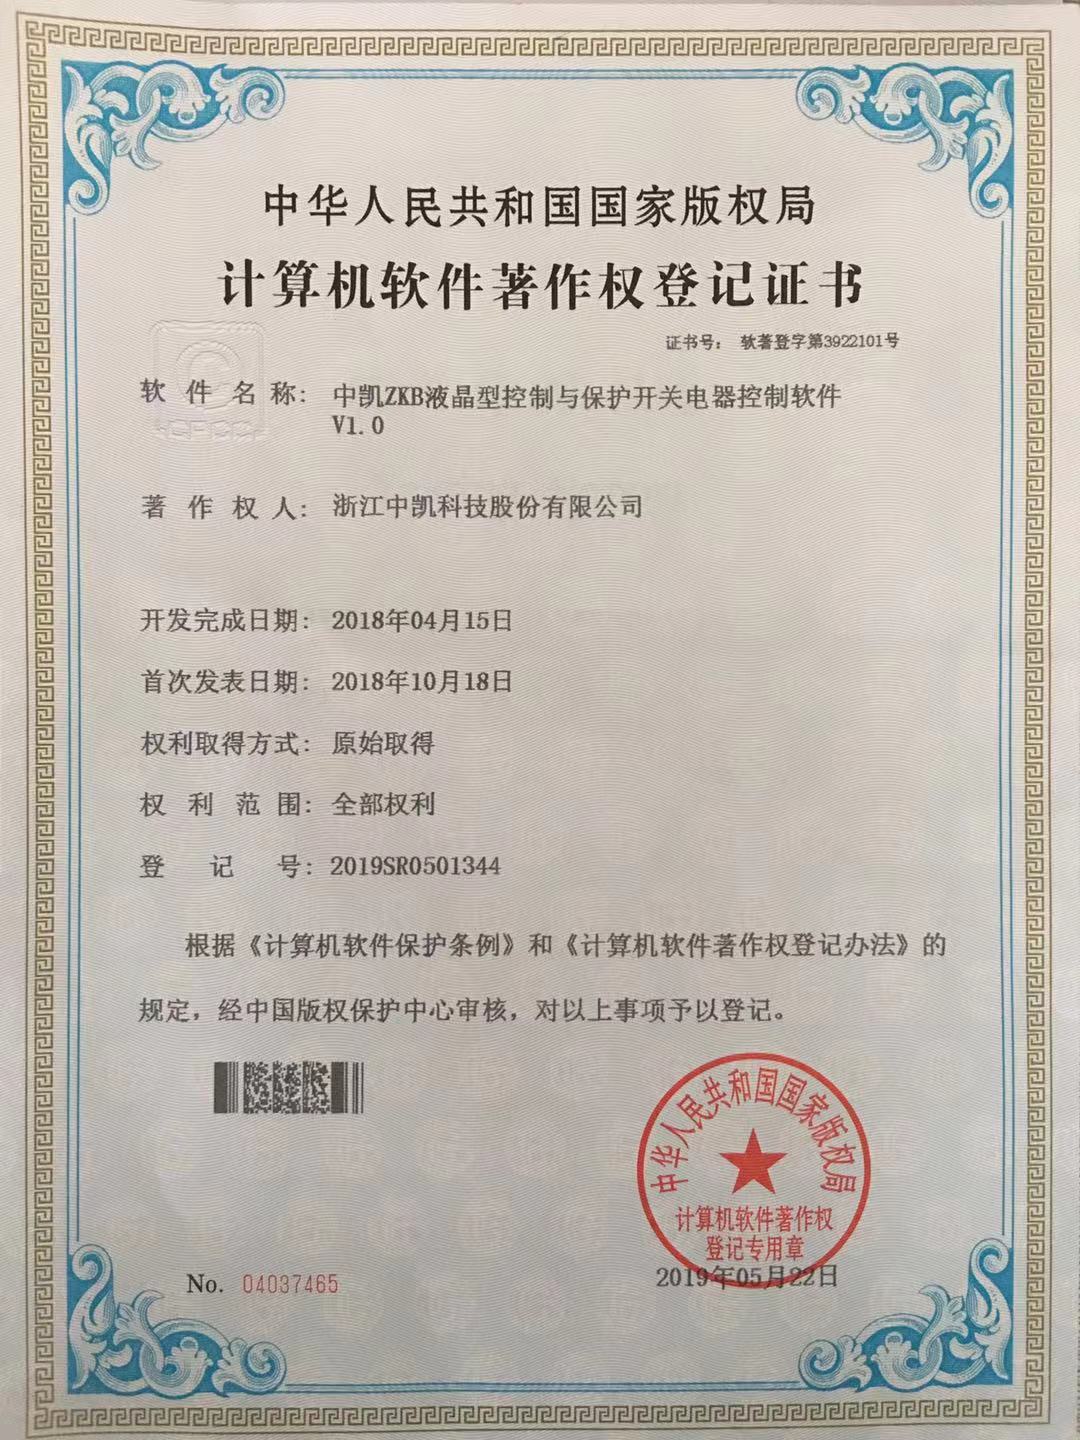 中华人民共和国国家版权局
计算机软件著作权登记证书
证书号： 软著登字第3922101号
软件名称： 中凯ZKB液晶型控制与保护开关电器控制软件
V1.0
著作权人： 浙江中凯科技股份有限公司
开发完成日期： 2018年04月15日
首次发表日期： 2018年10月18日
权利取得方式： 原始取得
权利范围： 全部权利
登记号： 2019SR0501344
根据《计算机软件保护条例》和《计算机软件著作权登记办法》的
规定，经中国版权保护中心审核，对以上事项予以登记。
中华人民共和国国家版权局
计算机软件著作权
登记专用章
No. 04037465
2019年05月22日